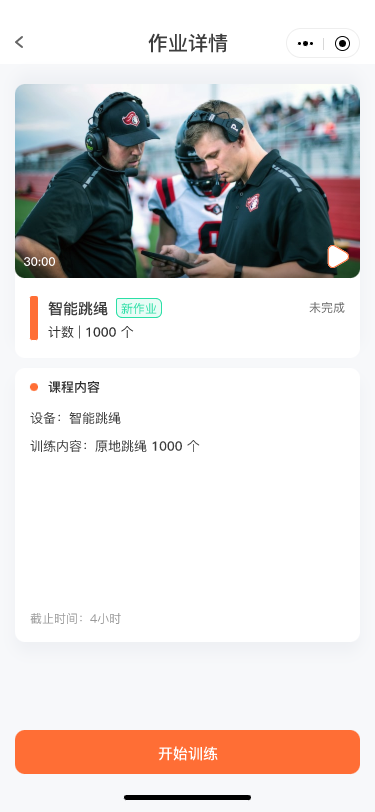 作业详情
30:00
智能跳绳 新作业 未完成
计数 | 1000 个
课程内容
设备：智能跳绳
训练内容：原地跳绳 1000 个
截止时间：4小时
开始训练